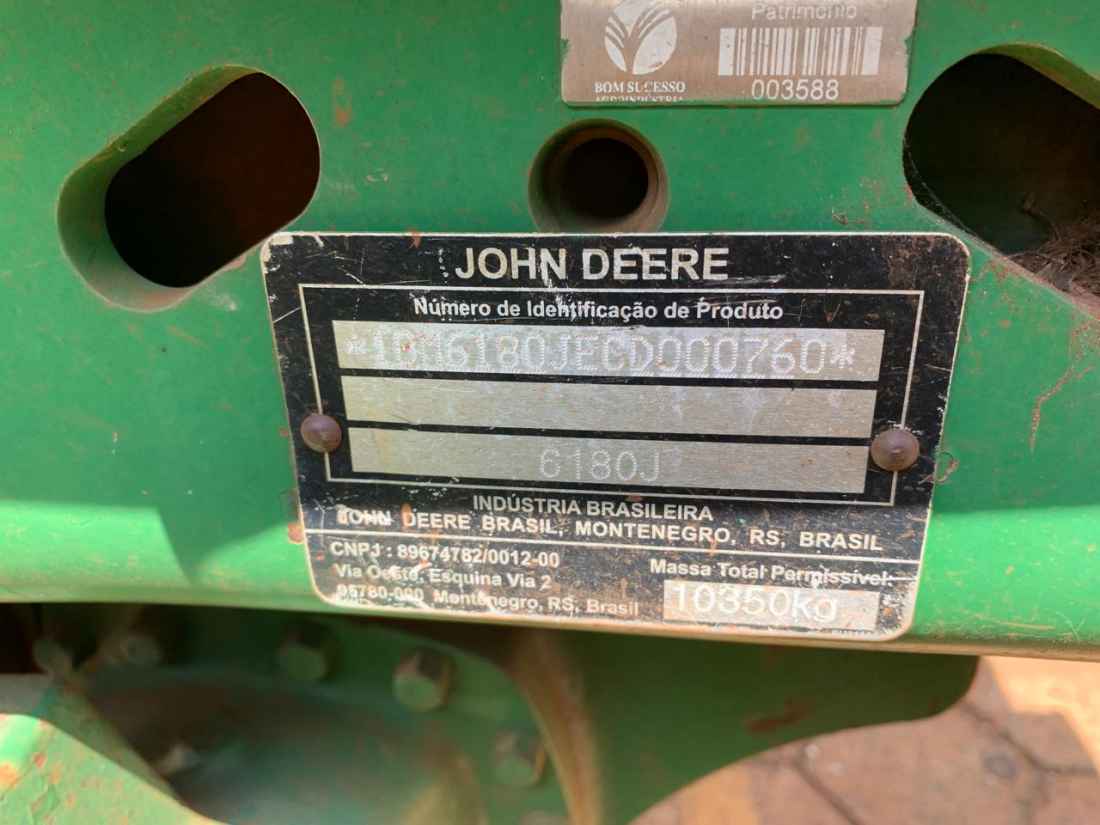 Patrimônio
BOM SUCESSO
AGROINDÚSTRIA
003588
JOHN DEERE
Número de Identificação de Produto
*1BM6180JECD000760*
6180J
INDÚSTRIA BRASILEIRA
JOHN DEERE BRASIL, MONTENEGRO, RS, BRASIL
CNPJ : 89674782/0012-00
Via Oeste, Esquina Via 2
95780-000 Montenegro, RS, Brasil
Massa Total Permissível:
10350kg